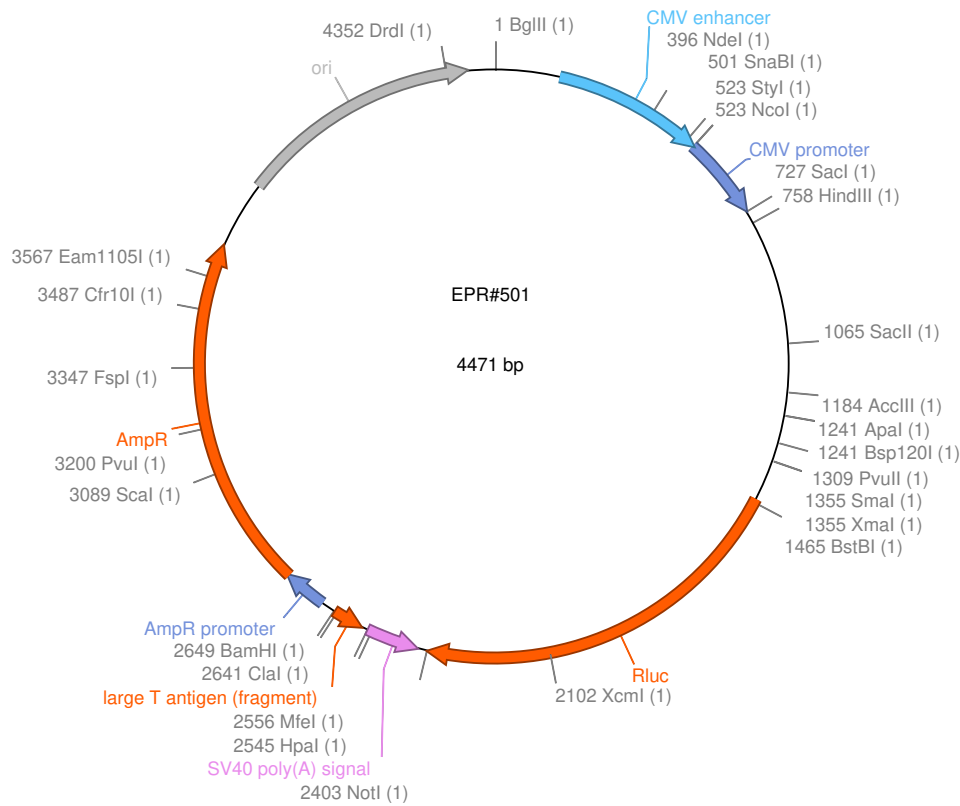 CMV enhancer
4352 DrdI (1)
1 BglII (1)
396 NdeI (1)
501 SnaBI (1)
ori
523 StyI (1)
523 NcoI (1)
CMV promoter
727 SacI (1)
758 HindIII (1)
3567 Eam1105I (1)
3487 Cfr10I (1)
EPR#501
1065 SacII (1)
4471 bp
3347 FspI (1)
1184 AccIII (1)
1241 ApaI (1)
AmpR
1241 Bsp120I (1)
3200 PvuI (1)
1309 PvuII (1)
3089 ScaI (1)
1355 SmaI (1)
1355 XmaI (1)
1465 BstBI (1)
AmpR promoter
2649 BamHI (1)
2641 ClaI (1)
Rluc
large T antigen (fragment)
2102 XcmI (1)
2556 MfeI (1)
2545 HpaI (1)
SV40 poly(A) signal
2403 NotI (1)